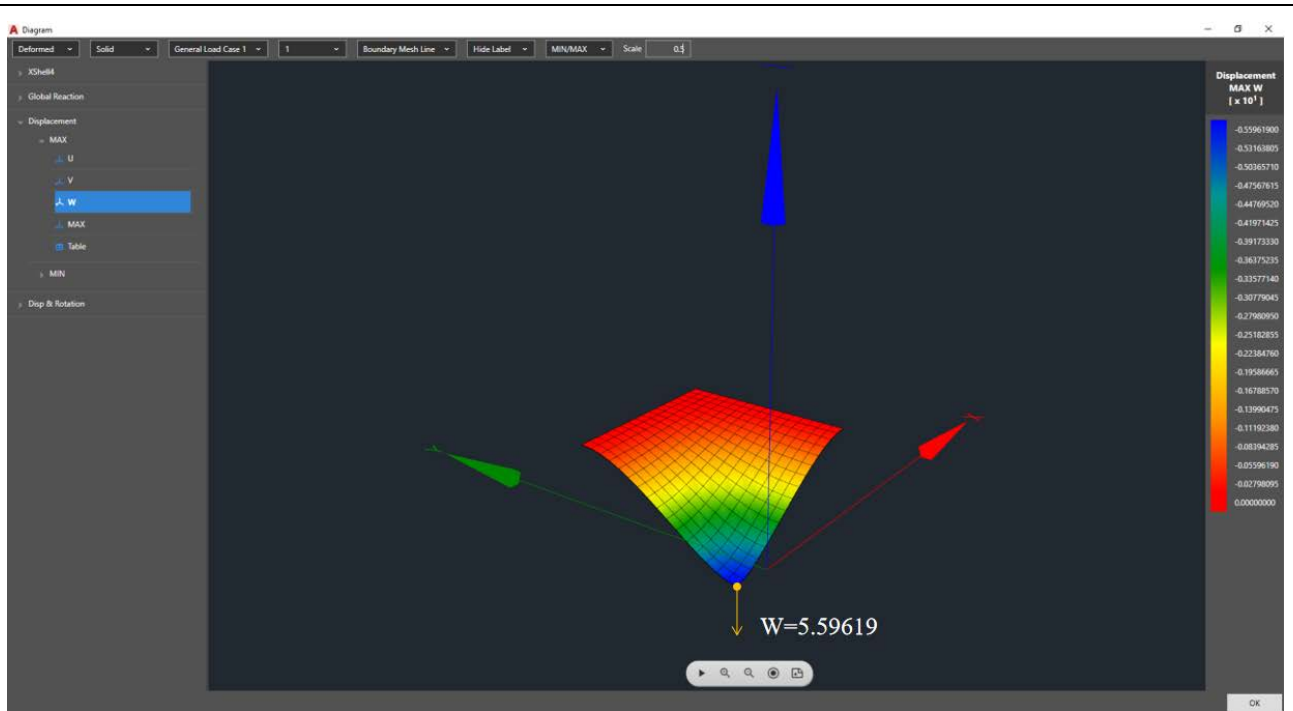 Diagram
Deformed Solid General Load Case 1 1 Boundary Mesh Line Hide Label MIN/MAX Scale 0.5
XShell4
Global Reaction
Displacement
MAX
U
V
W
MAX
Table
MIN
Disp & Rotation
Displacement
MAX W
[ x 10¹ ]
-0.55961900
-0.53163805
-0.50365710
-0.47567615
-0.44769520
-0.41971425
-0.39173330
-0.36375235
-0.33577140
-0.30779045
-0.27980950
-0.25182855
-0.22384760
-0.19586665
-0.16788570
-0.13990475
-0.11192380
-0.08394285
-0.05596190
-0.02798095
0.00000000
W=5.59619
OK